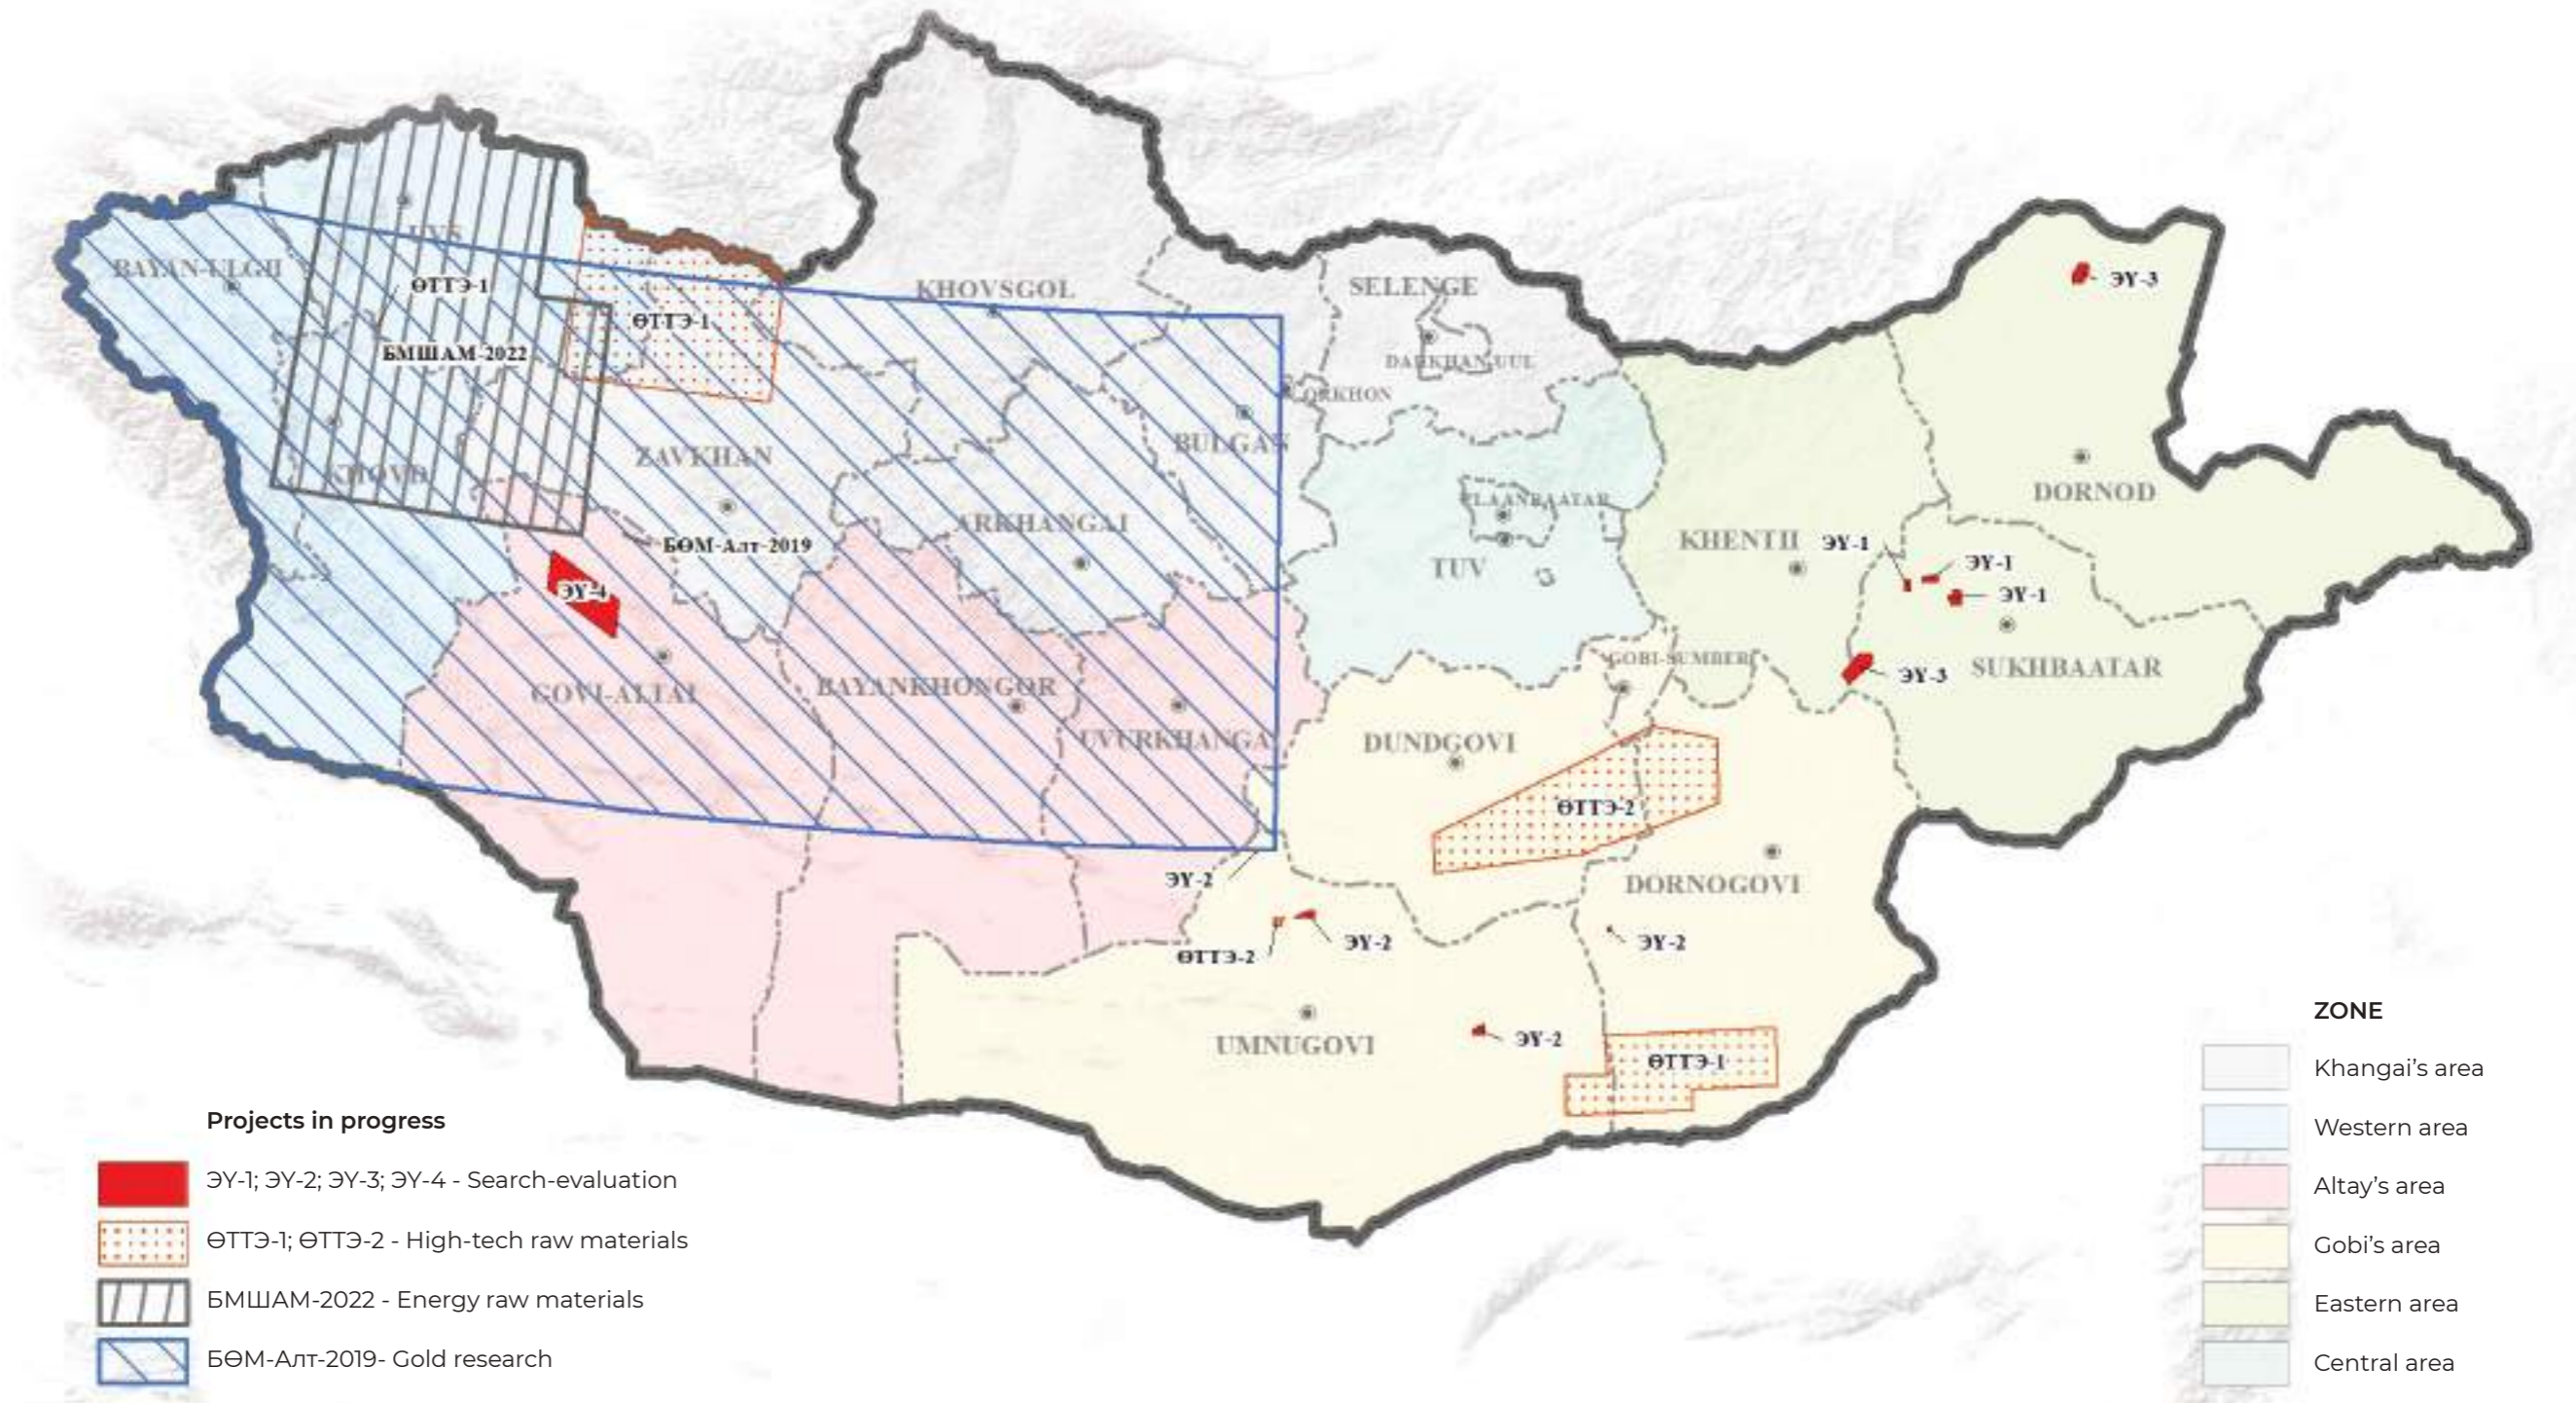 BAYAN-ULGII
UVS
ӨТТЭ-1
БМШАМ-2022
ӨТТЭ-1
KHOVD
ZAVKHAN
KHOVSGOL
BULGAN
ARKHANGAI
БӨМ-Алт-2019
ЭҮ-4
GOVI-ALTAI
BAYANKHONGOR
UVURKHANGA
SELENGE
DARKHAN-UUL
ORKHON
ULAANBAATAR
TUV
KHENTII
DORNOD
SUKHBAATAR
ЭҮ-3
ЭҮ-1
ЭҮ-1
ЭҮ-1
ЭҮ-3
GOBI-SUMBER
DUNDGOVI
ӨТТЭ-2
DORNOGOVI
ЭҮ-2
ӨТТЭ-2
ЭҮ-2
ЭҮ-2
UMNUGOVI
ЭҮ-2
ӨТТЭ-1
Projects in progress
ЭҮ-1; ЭҮ-2; ЭҮ-3; ЭҮ-4 - Search-evaluation
ӨТТЭ-1; ӨТТЭ-2 - High-tech raw materials
БМШАМ-2022 - Energy raw materials
БӨМ-Алт-2019- Gold research
ZONE
Khangai’s area
Western area
Altay’s area
Gobi’s area
Eastern area
Central area